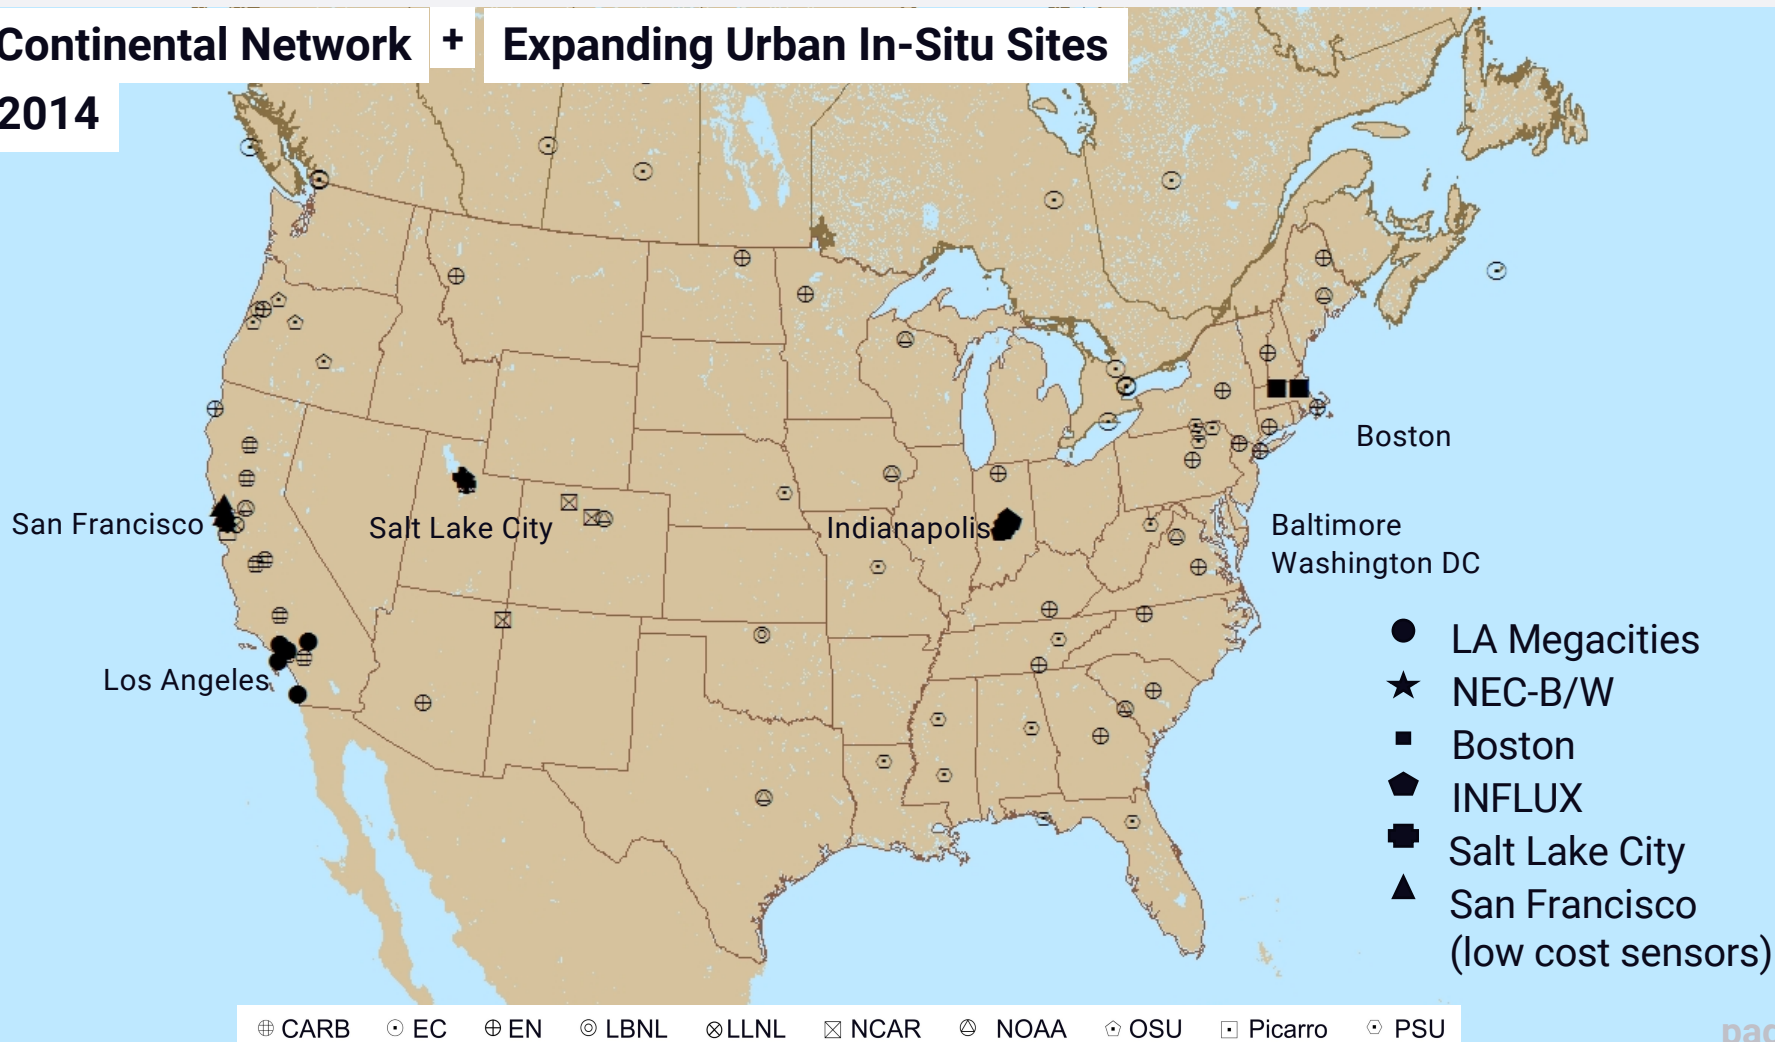 Continental Network + Expanding Urban In-Situ Sites
2014
Boston
San Francisco
Salt Lake City
Indianapolis
Baltimore
Washington DC
Los Angeles
LA Megacities
NEC-B/W
Boston
INFLUX
Salt Lake City
San Francisco
(low cost sensors)
CARB EC EN LBNL LLNL NCAR NOAA OSU Picarro PSU